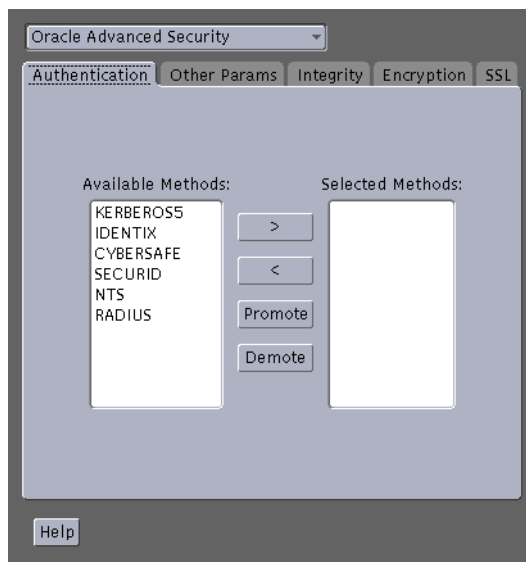 Oracle Advanced Security
Authentication Other Params Integrity Encryption SSL
Available Methods: Selected Methods:
KERBEROS5
IDENTIX
CYBERSAFE
SECURID
NTS
RADIUS
>
<
Promote
Demote
Help